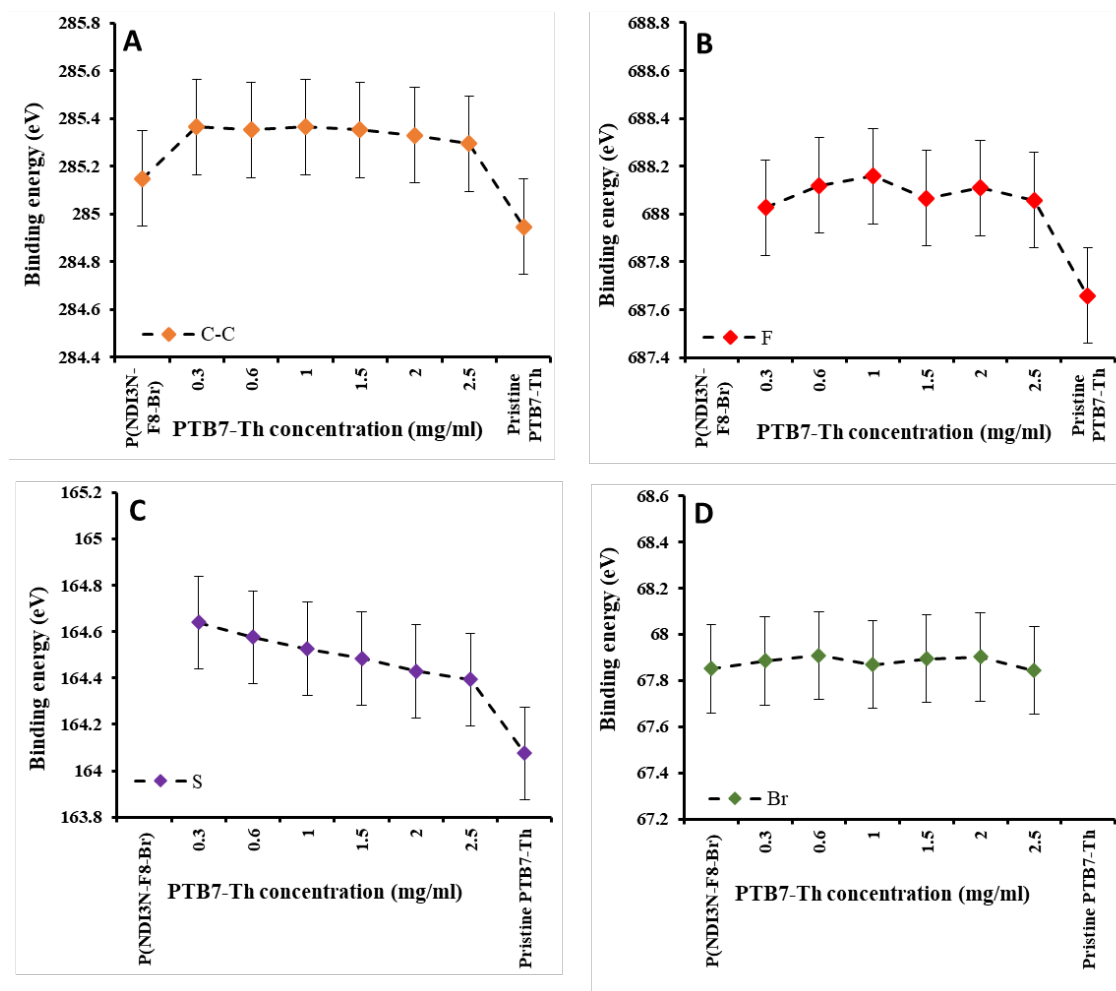 A
Binding energy (eV)
285.8
285.6
285.4
285.2
285
284.8
284.6
284.4
C-C
P(NDI3N-
F8-Br)
0.3
0.6
1
1.5
2
2.5
Pristine
PTB7-Th
PTB7-Th concentration (mg/ml)
B
Binding energy (eV)
688.8
688.6
688.4
688.2
688
687.8
687.6
687.4
F
P(NDI3N-
F8-Br)
0.3
0.6
1
1.5
2
2.5
Pristine
PTB7-Th
PTB7-Th concentration (mg/ml)
C
Binding energy (eV)
165.2
165
164.8
164.6
164.4
164.2
164
163.8
S
P(NDI3N-F8-Br)
0.3
0.6
1
1.5
2
2.5
Pristine PTB7-Th
PTB7-Th concentration (mg/ml)
D
Binding energy (eV)
68.6
68.4
68.2
68
67.8
67.6
67.4
67.2
Br
P(NDI3N-F8-Br)
0.3
0.6
1
1.5
2
2.5
Pristine PTB7-Th
PTB7-Th concentration (mg/ml)